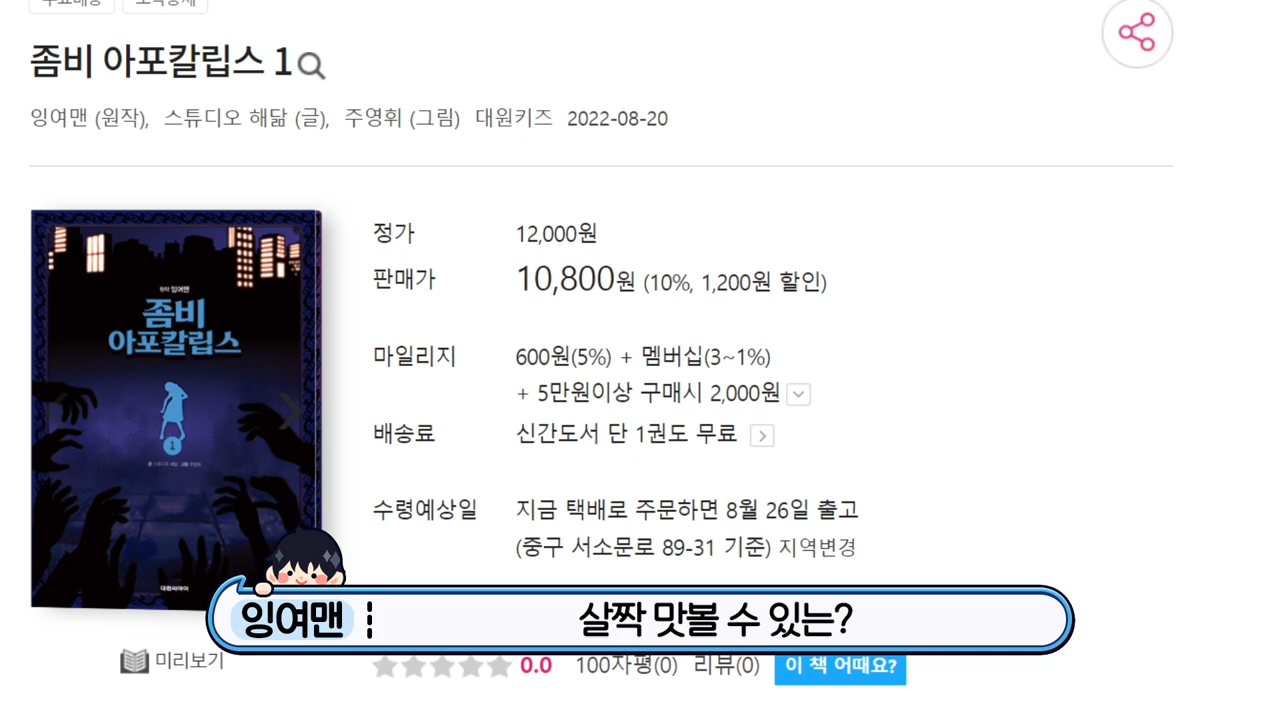 좀비 아포칼립스 1
잉여맨 (원작), 스튜디오 해닮 (글), 주영휘 (그림) 대원키즈 2022-08-20
정가 12,000원
판매가 10,800원 (10%, 1,200원 할인)
마일리지 600원(5%) + 멤버십(3~1%)
+ 5만원이상 구매시 2,000원
배송료 신간도서 단 1권도 무료
수령예상일 지금 택배로 주문하면 8월 26일 출고
(중구 서소문로 89-31 기준) 지역변경
원작 잉여맨
좀비
아포칼립스
1
대원씨아이
잉여맨 : 살짝 맛볼 수 있는?
미리보기
0.0 100자평(0) 리뷰(0) 이 책 어때요?